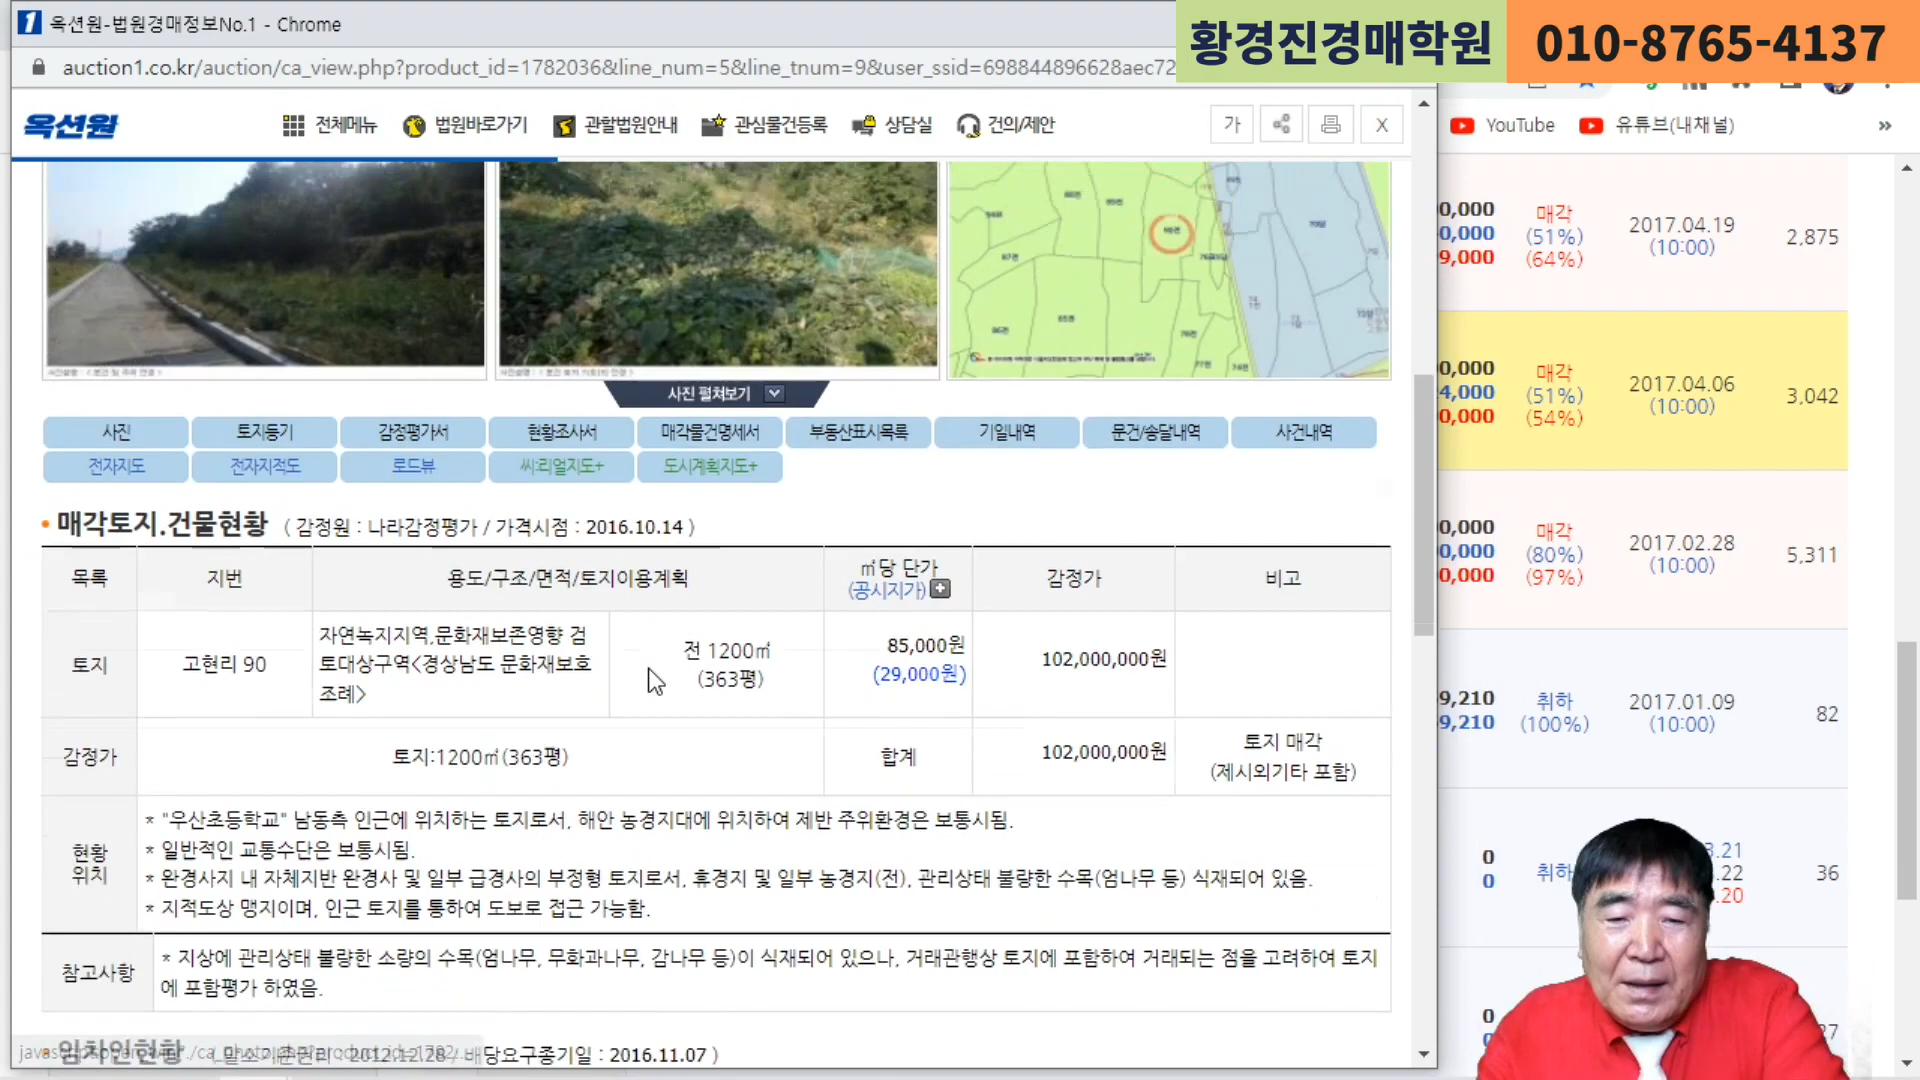 옥션원-법원경매정보No.1 - Chrome
황경진경매학원 010-8765-4137
auction1.co.kr/auction/ca_view.php?product_id=1782036&line_num=5&line_tnum=9&user_ssid=698844896628aec72
옥션원 전체메뉴 법원바로가기 관할법원안내 관심물건등록 상담실 건의/제안 가 X
YouTube 유튜브(내채널) »
사진 펼쳐보기
사진 토지등기 감정평가서 현황조사서 매각물건명세서 부동산표시목록 기일내역 문건/송달내역 사건내역
전자지도 전자지적도 로드뷰 씨:리얼지도+ 도시계획지도+
• 매각토지.건물현황 ( 감정원 : 나라감정평가 / 가격시점 : 2016.10.14 )
목록 지번 용도/구조/면적/토지이용계획 ㎡당 단가 (공시지가) 감정가 비고
토지 고현리 90
자연녹지지역,문화재보존영향 검
토대상구역<경상남도 문화재보호
조례>
전 1200㎡
(363평)
85,000원
(29,000원)
102,000,000원
감정가 토지:1200㎡(363평) 합계 102,000,000원
토지 매각
(제시외기타 포함)
현황
위치
* "우산초등학교" 남동측 인근에 위치하는 토지로서, 해안 농경지대에 위치하여 제반 주위환경은 보통시됨.
* 일반적인 교통수단은 보통시됨.
* 완경사지 내 자체지반 완경사 및 일부 급경사의 부정형 토지로서, 휴경지 및 일부 농경지(전), 관리상태 불량한 수목(엄나무 등) 식재되어 있음.
* 지적도상 맹지이며, 인근 토지를 통하여 도보로 접근 가능함.
참고사항
* 지상에 관리상태 불량한 소량의 수목(엄나무, 무화과나무, 감나무 등)이 식재되어 있으나, 거래관행상 토지에 포함하여 거래되는 점을 고려하여 토지
에 포함평가 하였음.
임차인현황
배당요구종기일 : 2016.11.07 )
0,000 매각 2017.04.19 2,875
0,000 (51%) (10:00)
9,000 (64%)
0,000 매각 2017.04.06 3,042
4,000 (51%) (10:00)
0,000 (54%)
0,000 매각 2017.02.28 5,311
0,000 (80%) (10:00)
0,000 (97%)
9,210 취하 2017.01.09 82
9,210 (100%) (10:00)
0 취하 36
0
.22
.20
0